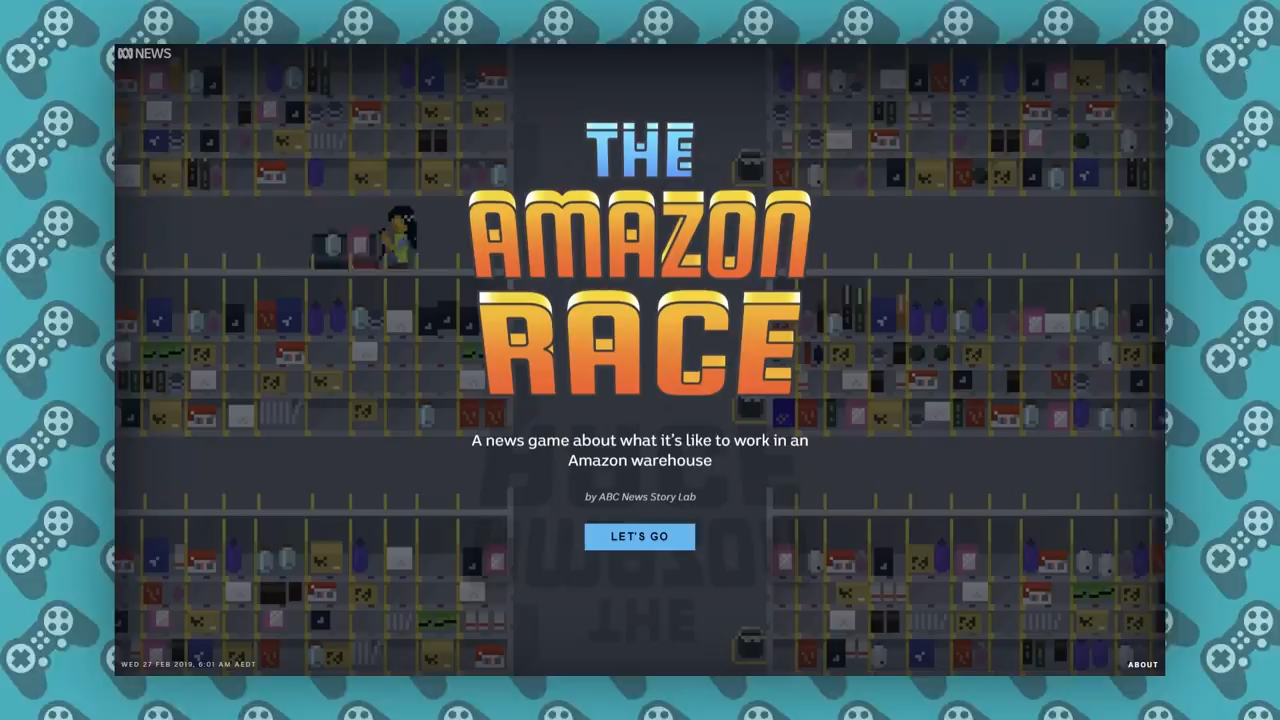 ABC NEWS
THE
AMAZON
RACE
A news game about what it's like to work in an
Amazon warehouse
by ABC News Story Lab
LET'S GO
WED 27 FEB 2019, 6:01 AM AEDT
ABOUT